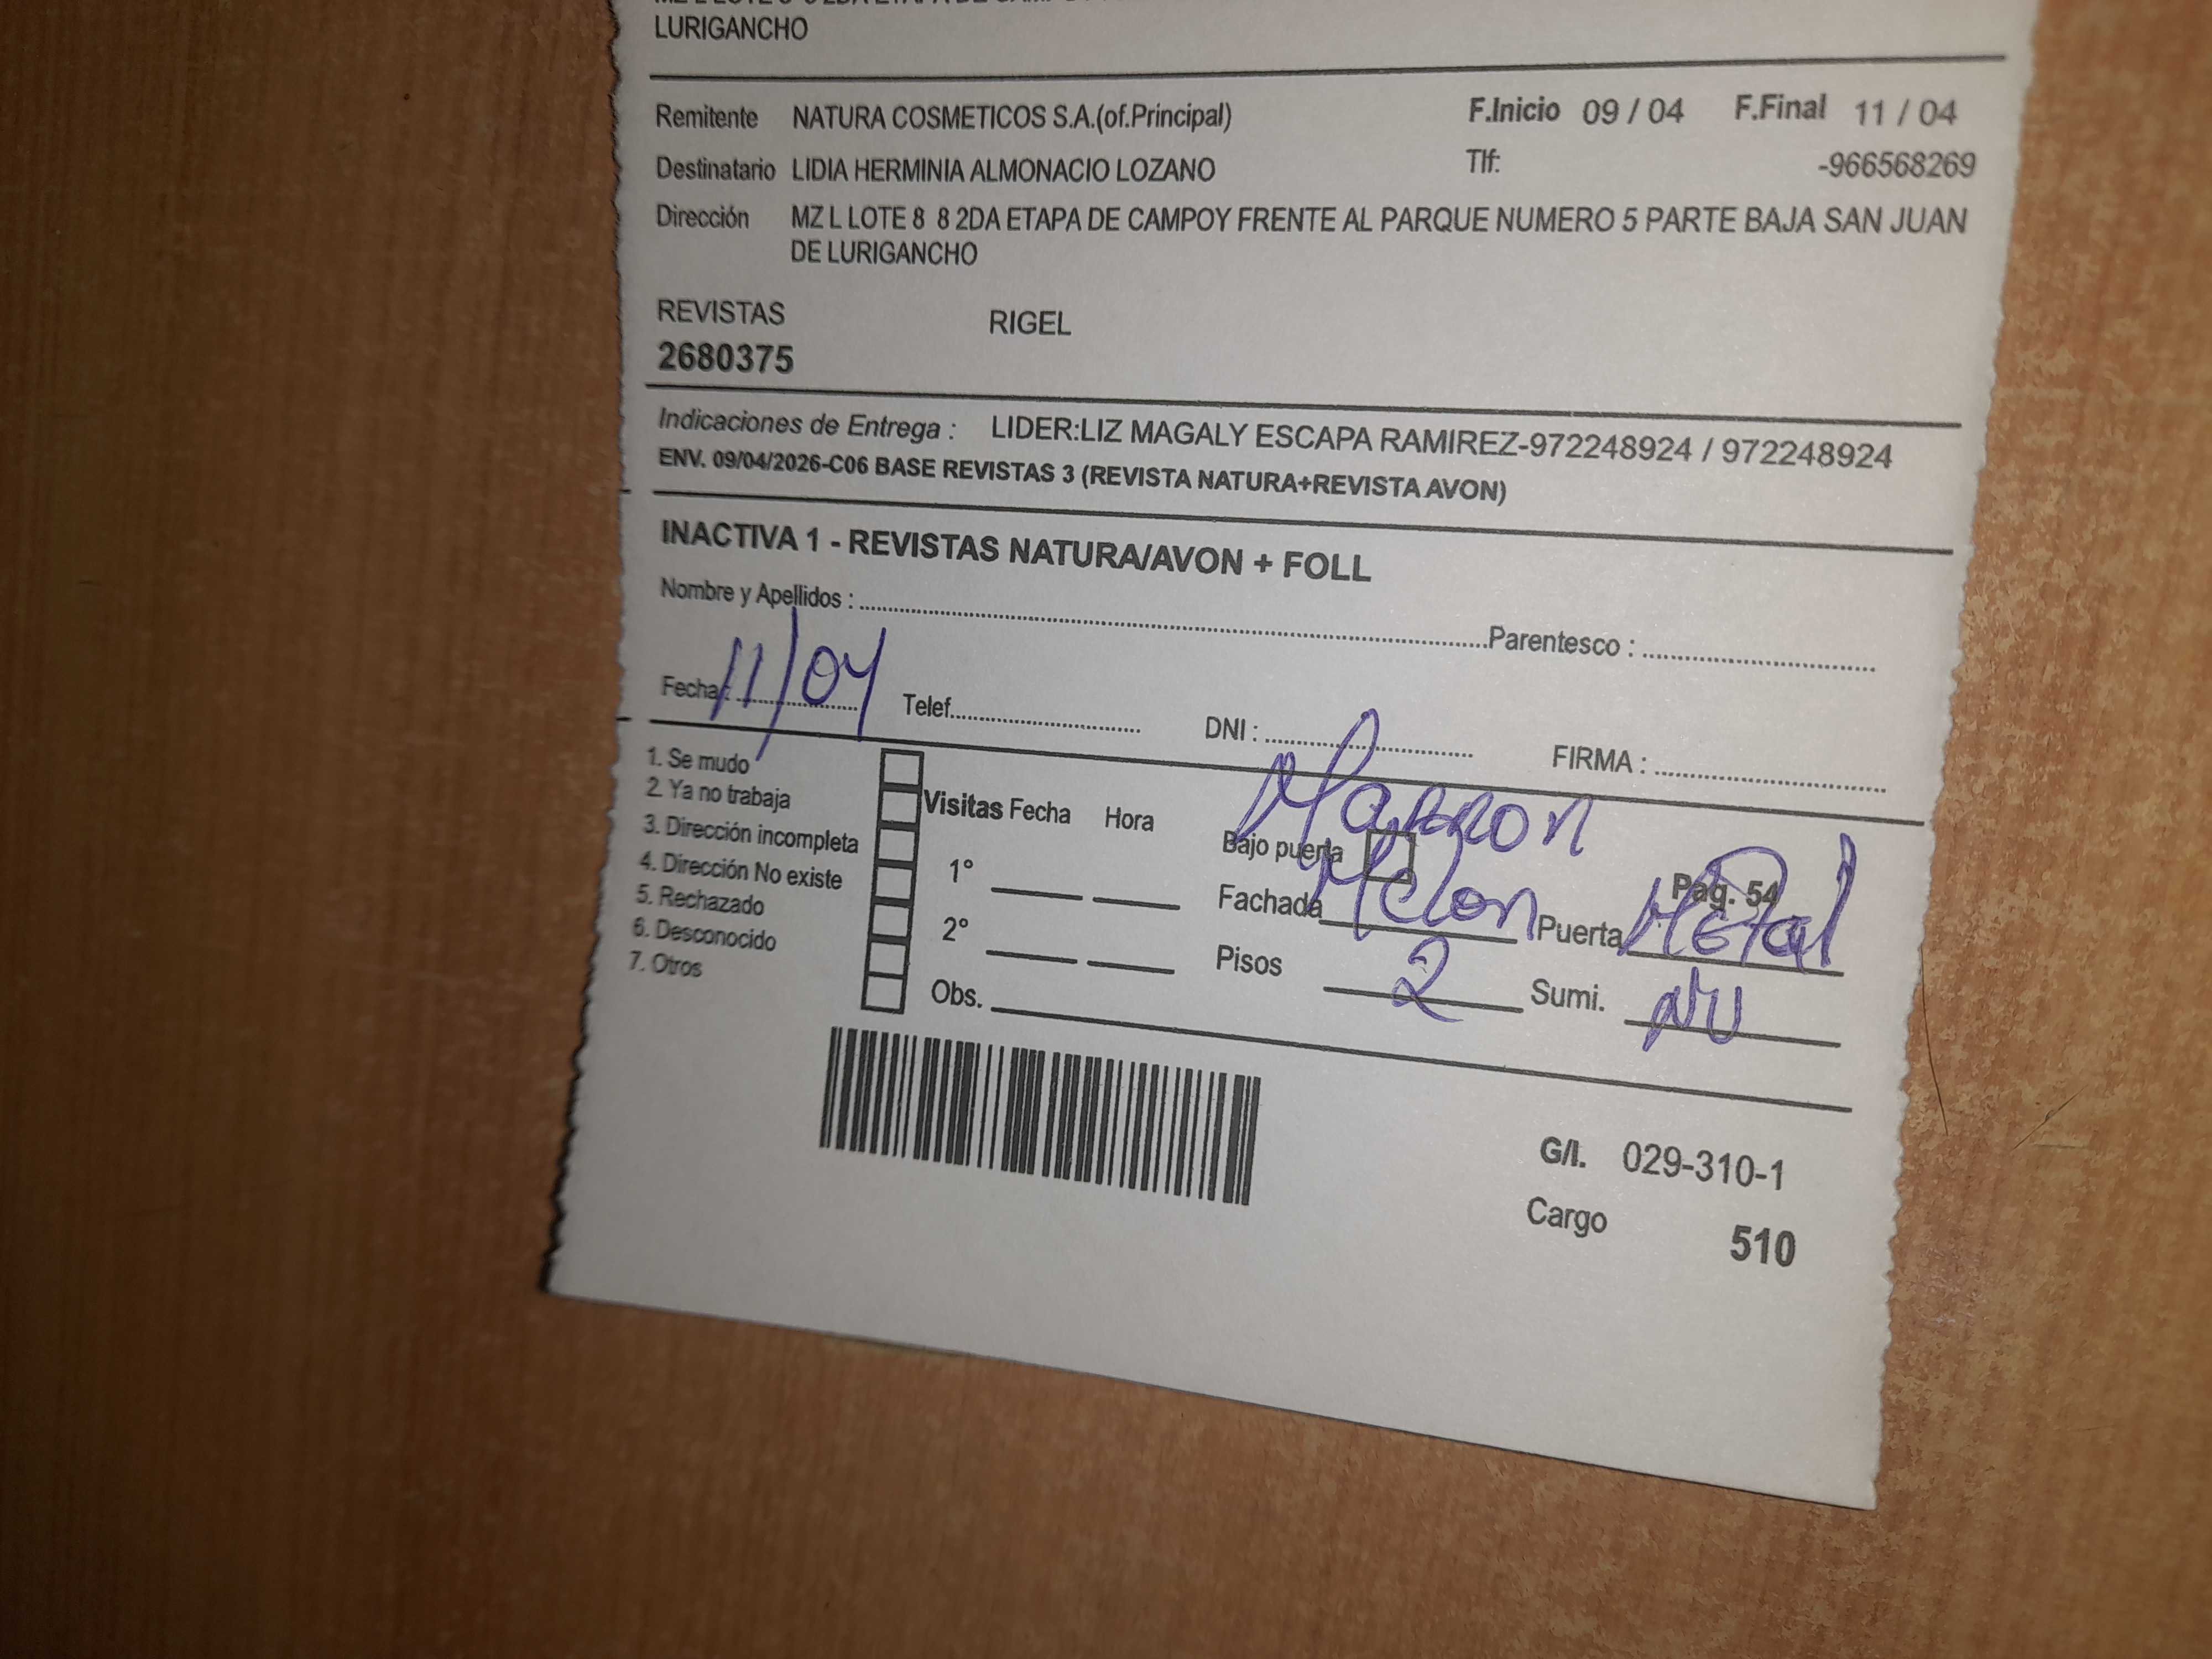 LURIGANCHO
Remitente NATURA COSMETICOS S.A.(of.Principal) F.Inicio 09 / 04 F.Final 11 / 04
Destinatario LIDIA HERMINIA ALMONACIO LOZANO Tlf: -966568269
Dirección MZ L LOTE 8 8 2DA ETAPA DE CAMPOY FRENTE AL PARQUE NUMERO 5 PARTE BAJA SAN JUAN
DE LURIGANCHO
REVISTAS RIGEL
2680375
Indicaciones de Entrega : LIDER:LIZ MAGALY ESCAPA RAMIREZ-972248924 / 972248924
ENV. 09/04/2026-C06 BASE REVISTAS 3 (REVISTA NATURA+REVISTA AVON)
INACTIVA 1 - REVISTAS NATURA/AVON + FOLL
Nombre y Apellidos : Parentesco :
Fecha : 11/04 Telef. DNI : FIRMA :
1. Se mudo
2. Ya no trabaja
3. Dirección incompleta
4. Dirección No existe
5. Rechazado
6. Desconocido
7. Otros
Visitas Fecha Hora
1°
2°
Obs.
Marron
Bajo puerta Pag. 54
Fachada Melon Puerta Metal
Pisos 2 Sumi.
G/I. 029-310-1
Cargo 510